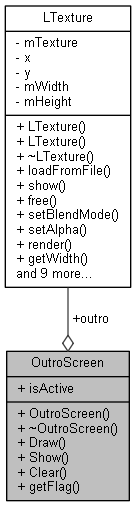 LTexture
- mTexture
- x
- y
- mWidth
- mHeight
+ LTexture()
+ LTexture()
+ ~LTexture()
+ loadFromFile()
+ show()
+ free()
+ setBlendMode()
+ setAlpha()
+ render()
+ getWidth()
and 9 more...
+outro
OutroScreen
+ isActive
+ OutroScreen()
+ ~OutroScreen()
+ Draw()
+ Show()
+ Clear()
+ getFlag()